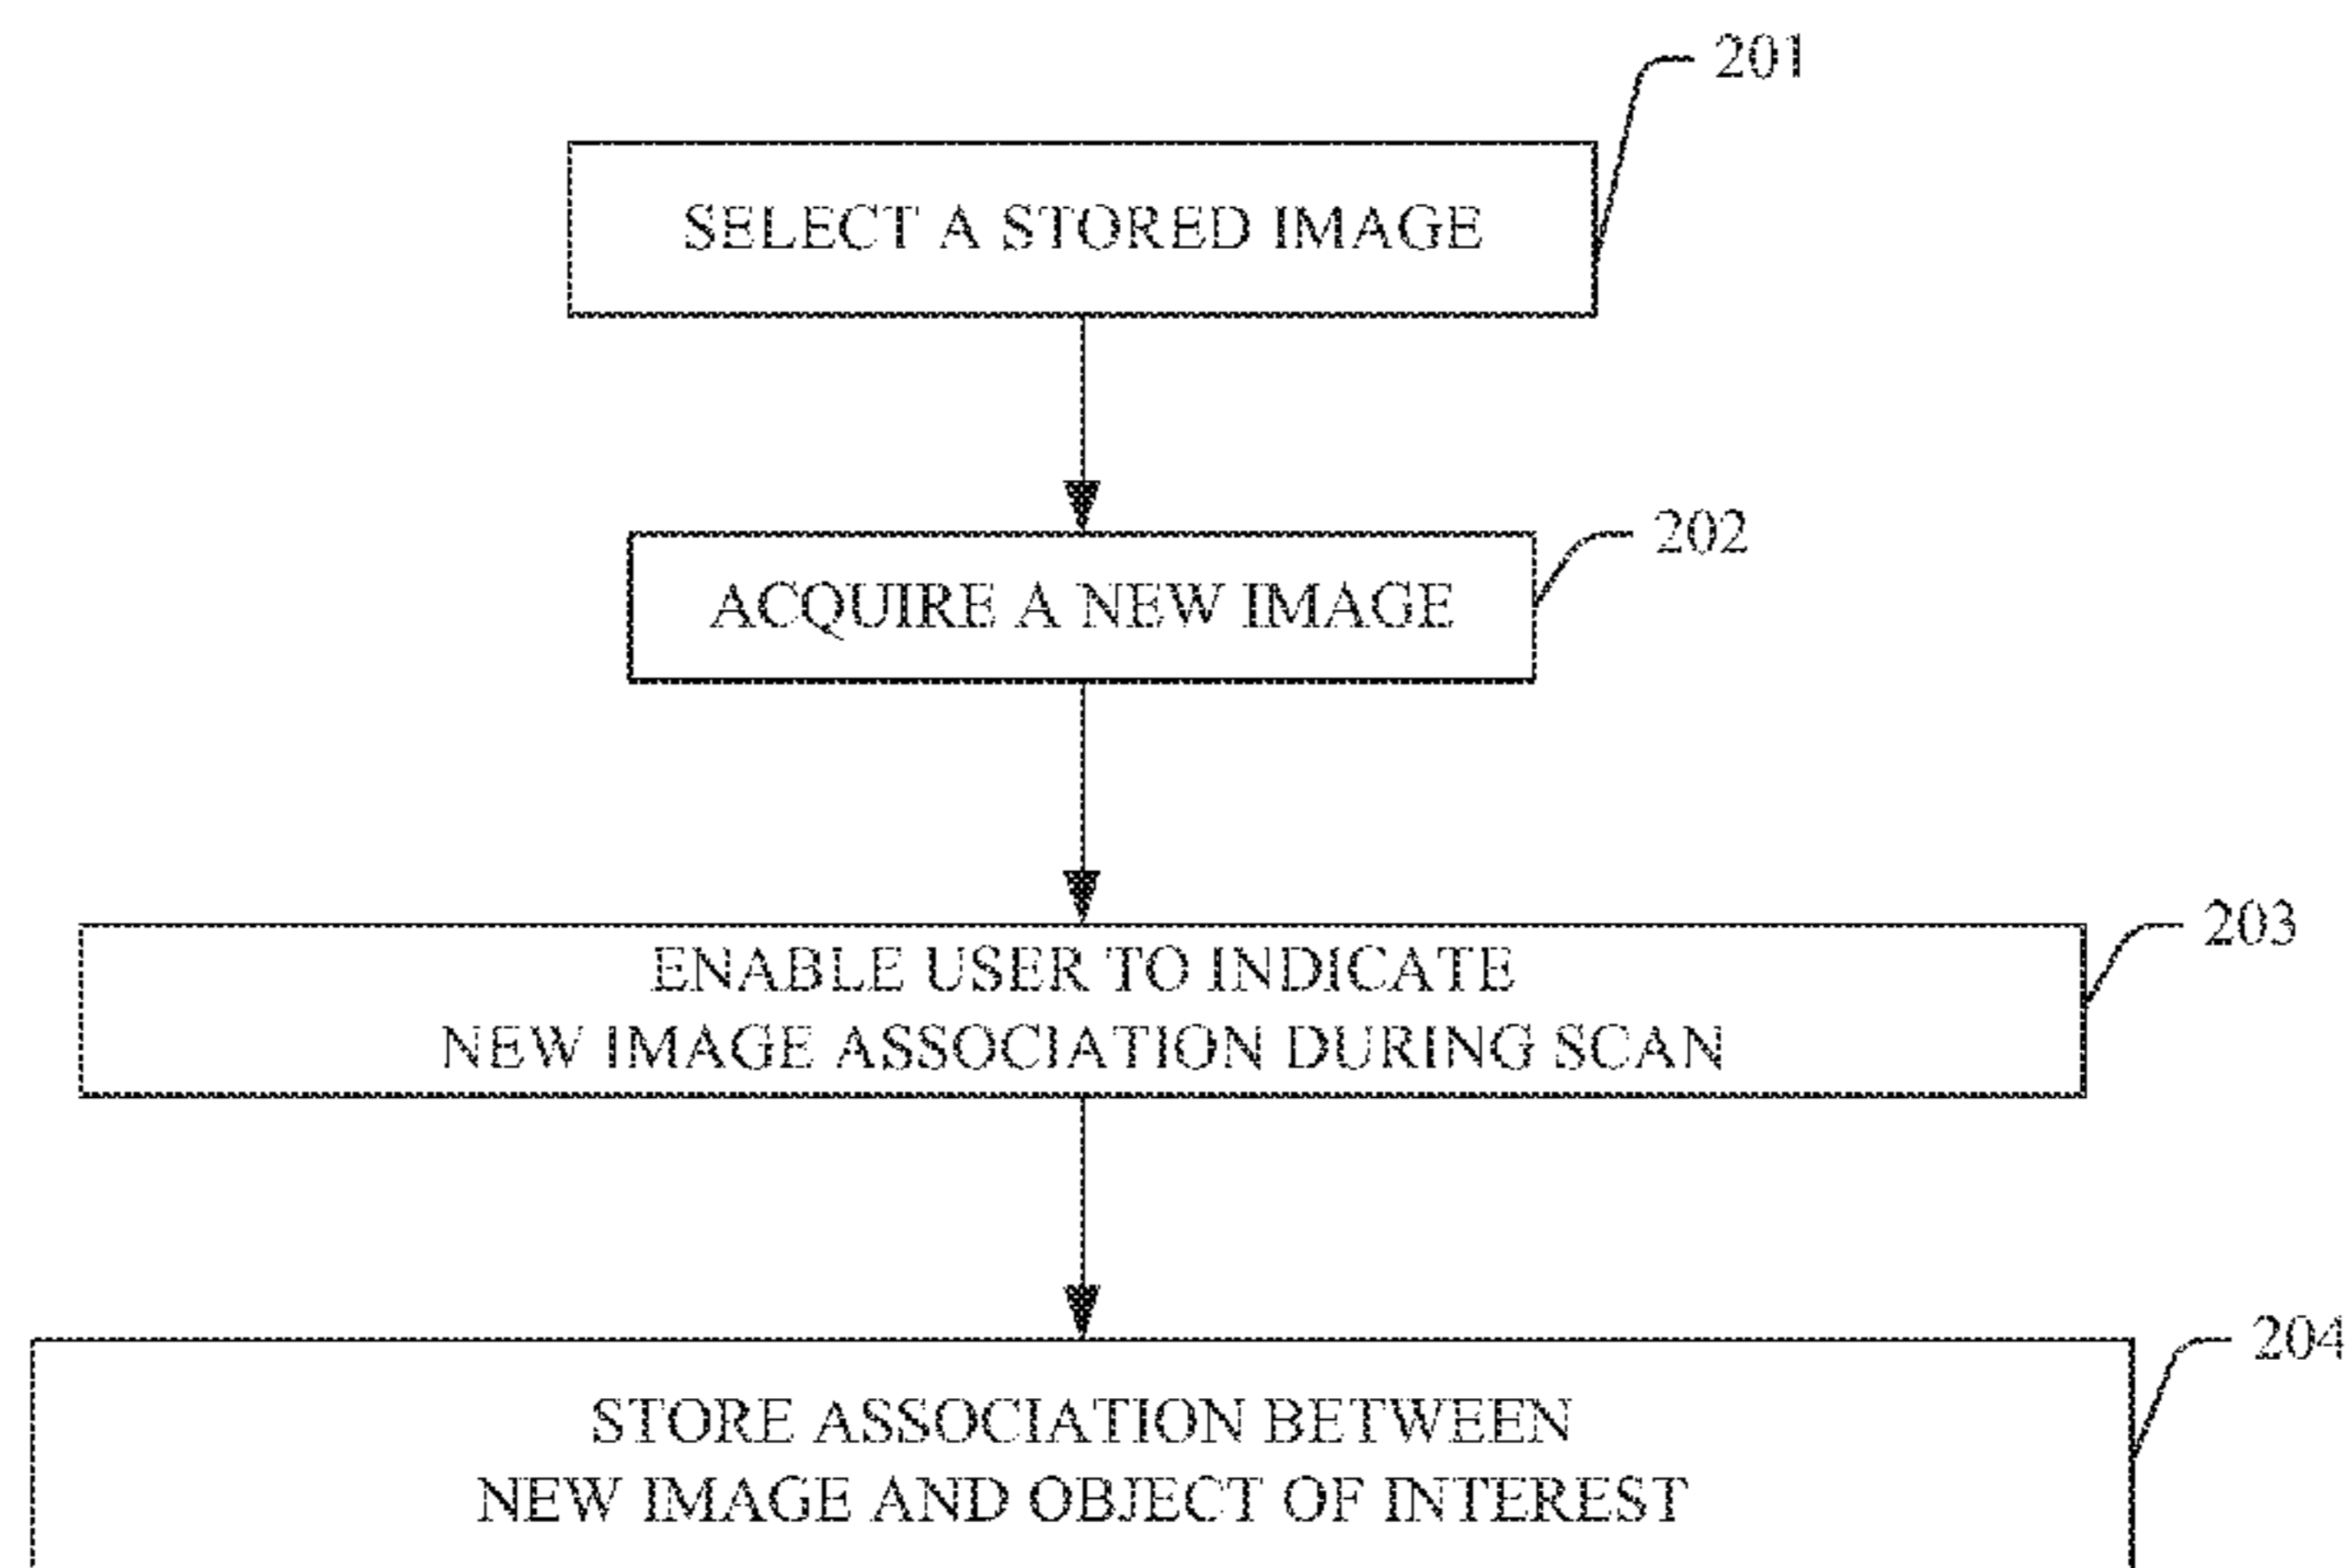 201
SELECT A STORED IMAGE
202
ACQUIRE A NEW IMAGE
203
ENABLE USER TO INDICATE
NEW IMAGE ASSOCIATION DURING SCAN
204
STORE ASSOCIATION BETWEEN
NEW IMAGE AND OBJECT OF INTEREST